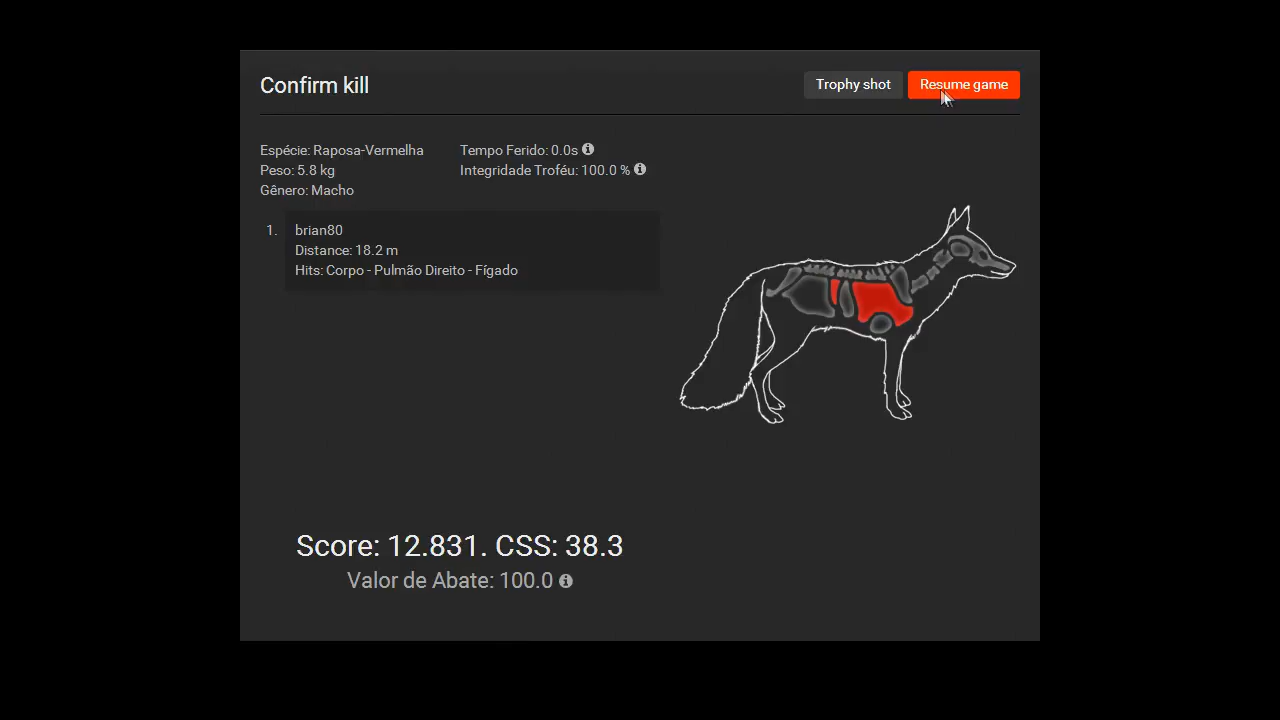 Confirm kill
Trophy shot
Resume game
Espécie: Raposa-Vermelha
Peso: 5.8 kg
Gênero: Macho
Tempo Ferido: 0.0s
Integridade Troféu: 100.0 %
1.
brian80
Distance: 18.2 m
Hits: Corpo - Pulmão Direito - Fígado
Score: 12.831. CSS: 38.3
Valor de Abate: 100.0